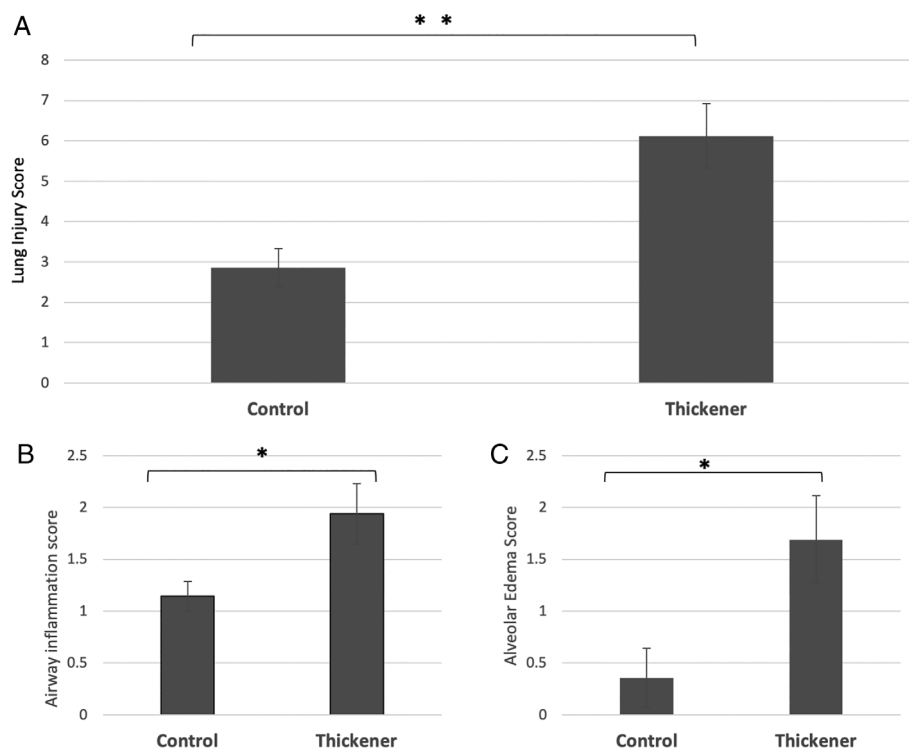 A
* *
8
7
6
5
4
3
2
1
0
Lung Injury Score
Control Thickener
B
*
2.5
2
1.5
1
0.5
0
Airway inflammation score
Control Thickener
C
*
2.5
2
1.5
1
0.5
0
Alveolar Edema Score
Control Thickener